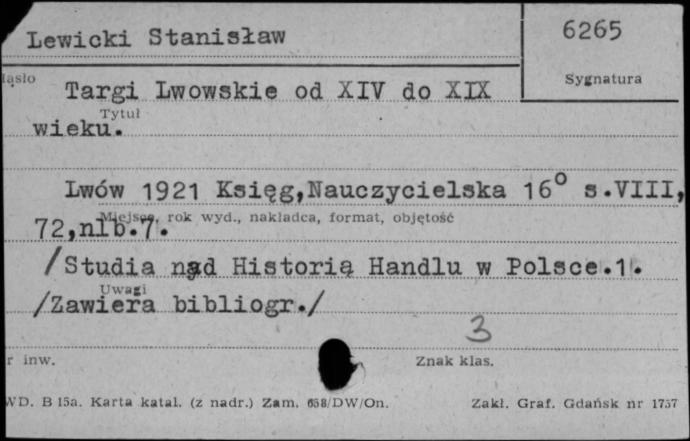 Lewicki Stanisław
6265
Sygnatura
Targi Lwowskie od XIV do XIX
Tytuł
wieku.
Lwów 1921 Księg,Nauczycielska 16° s.VIII,
Miejsce, rok wyd., nakładca, format, objętość
72,nlb.7.
/Studia nad Historią Handlu w Polsce.1.
Uwagi
/Zawiera bibliogr./
3
r inw.
Znak klas.
WD. B 15a. Karta katal. (z nadr.) Zam. 658/DW/On.
Zakł. Graf. Gdańsk nr 1757